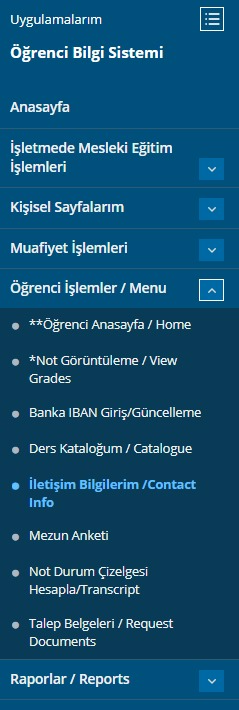 Uygulamalarım
Öğrenci Bilgi Sistemi
Anasayfa
İşletmede Mesleki Eğitim
İşlemleri
Kişisel Sayfalarım
Muafiyet İşlemleri
Öğrenci İşlemler / Menu
**Öğrenci Anasayfa / Home
*Not Görüntüleme / View
Grades
Banka IBAN Giriş/Güncelleme
Ders Kataloğum / Catalogue
İletişim Bilgilerim /Contact
Info
Mezun Anketi
Not Durum Çizelgesi
Hesapla/Transcript
Talep Belgeleri / Request
Documents
Raporlar / Reports